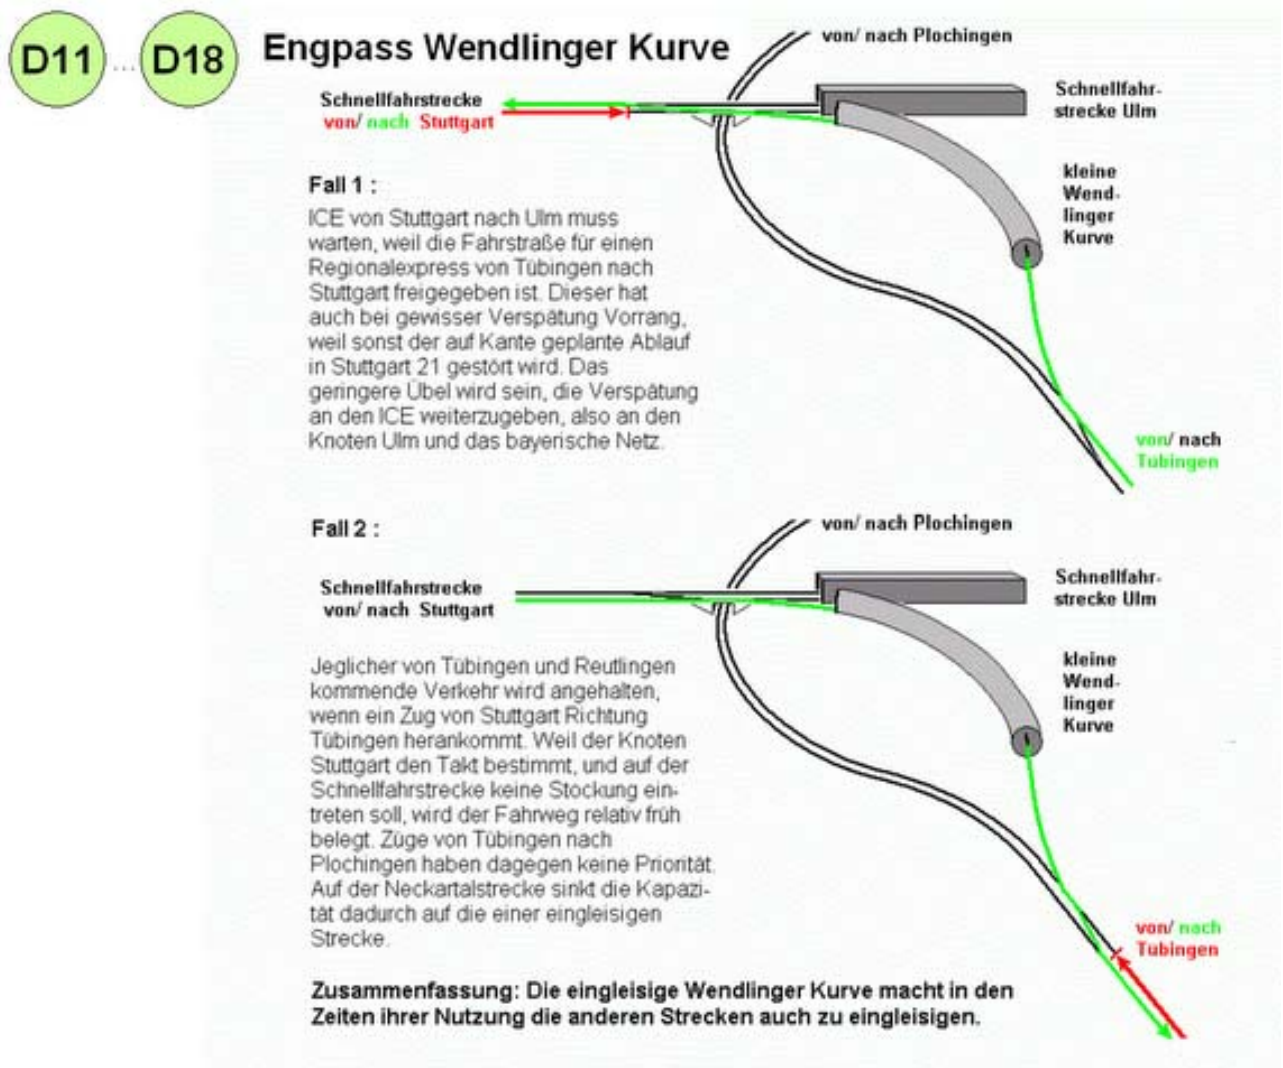 D11 ... D18
Engpass Wendlinger Kurve
von/ nach Plochingen
Schnellfahrstrecke
von/ nach Stuttgart
Schnellfahr-
strecke Ulm
kleine
Wend-
linger
Kurve
von/ nach
Tübingen
Fall 1 :
ICE von Stuttgart nach Ulm muss
warten, weil die Fahrstraße für einen
Regionalexpress von Tübingen nach
Stuttgart freigegeben ist. Dieser hat
auch bei gewisser Verspätung Vorrang,
weil sonst der auf Kante geplante Ablauf
in Stuttgart 21 gestört wird. Das
geringere Übel wird sein, die Verspätung
an den ICE weiterzugeben, also an den
Knoten Ulm und das bayerische Netz.
Fall 2 :
von/ nach Plochingen
Schnellfahrstrecke
von/ nach Stuttgart
Schnellfahr-
strecke Ulm
kleine
Wend-
linger
Kurve
von/ nach
Tübingen
Jeglicher von Tübingen und Reutlingen
kommende Verkehr wird angehalten,
wenn ein Zug von Stuttgart Richtung
Tübingen herankommt. Weil der Knoten
Stuttgart den Takt bestimmt, und auf der
Schnellfahrstrecke keine Stockung ein-
treten soll, wird der Fahrweg relativ früh
belegt. Züge von Tübingen nach
Plochingen haben dagegen keine Priorität.
Auf der Neckartalstrecke sinkt die Kapazi-
tät dadurch auf die einer eingleisigen
Strecke.
Zusammenfassung: Die eingleisige Wendlinger Kurve macht in den
Zeiten ihrer Nutzung die anderen Strecken auch zu eingleisigen.